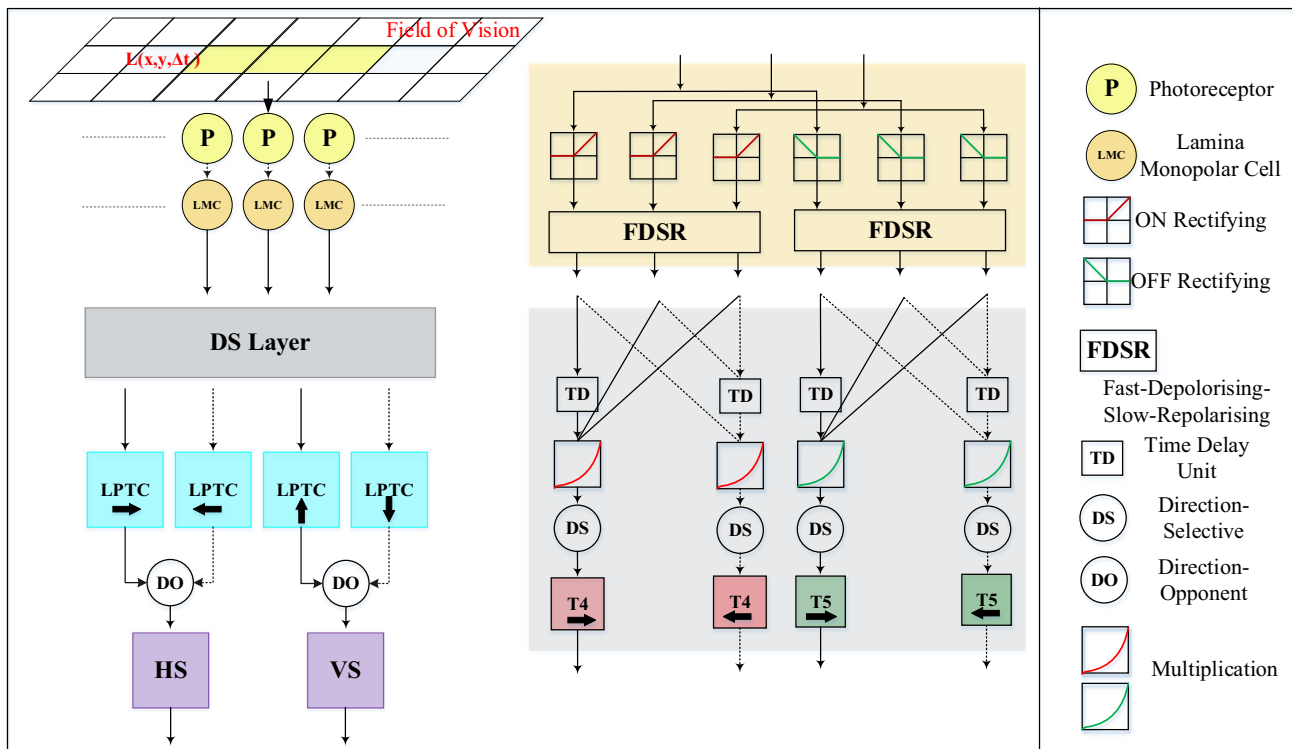 Field of Vision
L(x,y,Δt)
P P P
LMC LMC LMC
DS Layer
LPTC LPTC LPTC LPTC
DO DO
HS VS
FDSR FDSR
TD TD TD TD
DS DS DS DS
T4 T4 T5 T5
P Photoreceptor
LMC Lamina
Monopolar Cell
ON Rectifying
OFF Rectifying
FDSR
Fast-Depolorising-
Slow-Repolarising
TD Time Delay
Unit
DS Direction-
Selective
DO Direction-
Opponent
Multiplication